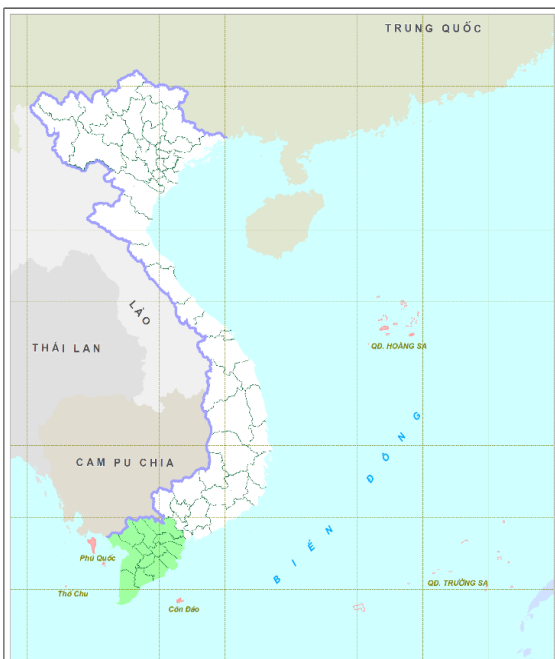 TRUNG QUỐC
LÀO
QĐ. HOÀNG SA
THÁI LAN
BIỂN ĐÔNG
CAM PU CHIA
Phú Quốc
QĐ. TRƯỜNG SA
Thổ Chu
Côn Đảo